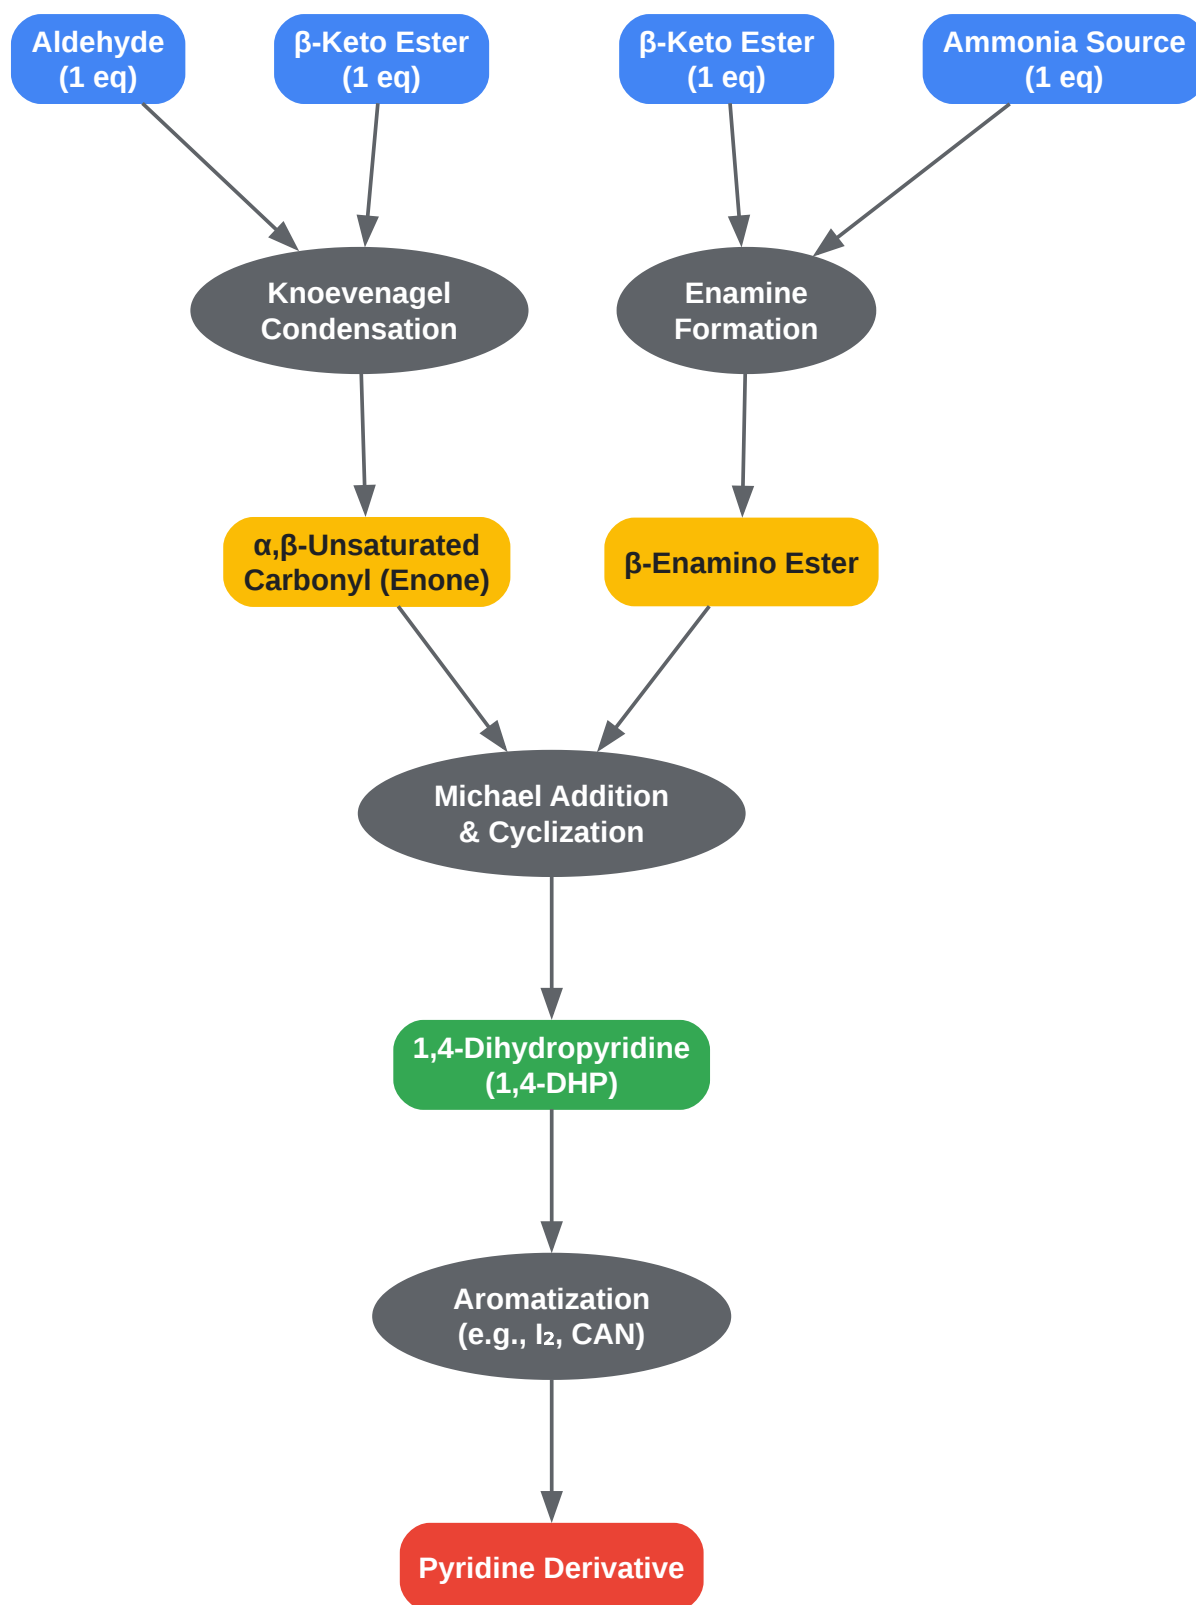 Aldehyde
(1 eq)
β-Keto Ester
(1 eq)
β-Keto Ester
(1 eq)
Ammonia Source
(1 eq)
Knoevenagel
Condensation
Enamine
Formation
α,β-Unsaturated
Carbonyl (Enone)
β-Enamino Ester
Michael Addition
& Cyclization
1,4-Dihydropyridine
(1,4-DHP)
Aromatization
(e.g., I₂, CAN)
Pyridine Derivative